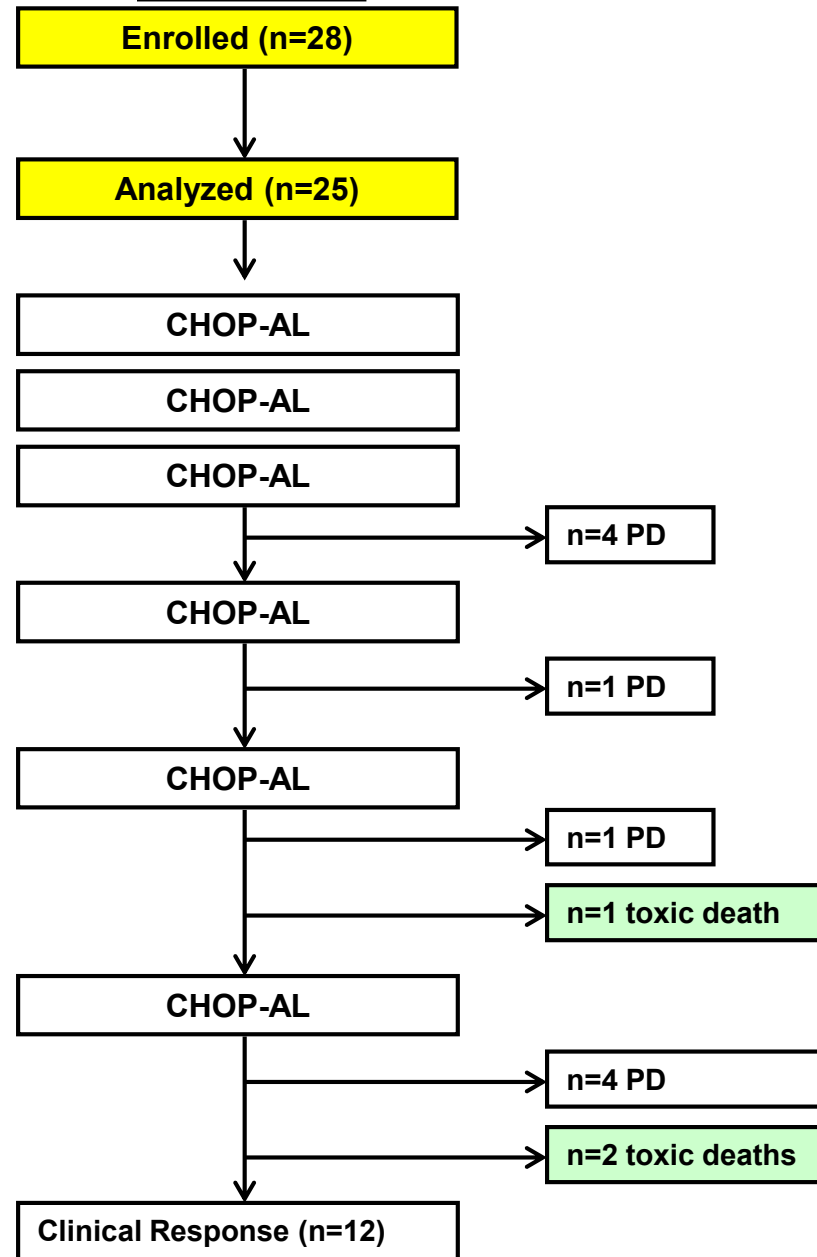 Enrolled (n=28)
Analyzed (n=25)
CHOP-AL
CHOP-AL
CHOP-AL
n=4 PD
CHOP-AL
n=1 PD
CHOP-AL
n=1 PD
n=1 toxic death
CHOP-AL
n=4 PD
n=2 toxic deaths
Clinical Response (n=12)